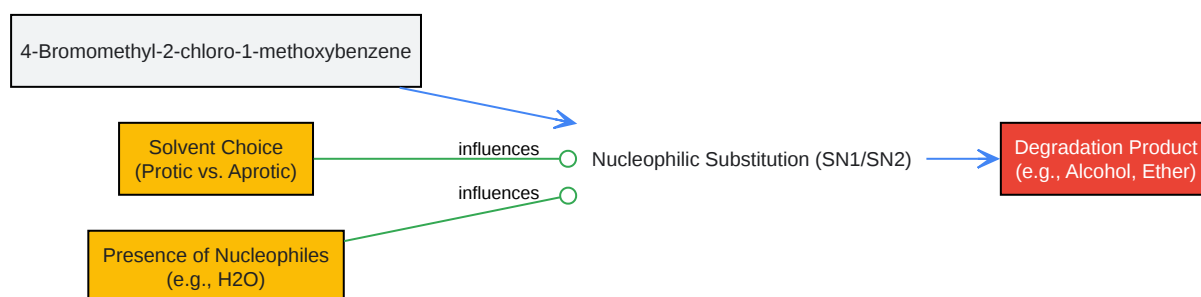 4-Bromomethyl-2-chloro-1-methoxybenzene
Solvent Choice
(Protic vs. Aprotic)
influences
influences
Nucleophilic Substitution (SN1/SN2)
Degradation Product
(e.g., Alcohol, Ether)
Presence of Nucleophiles
(e.g., H2O)